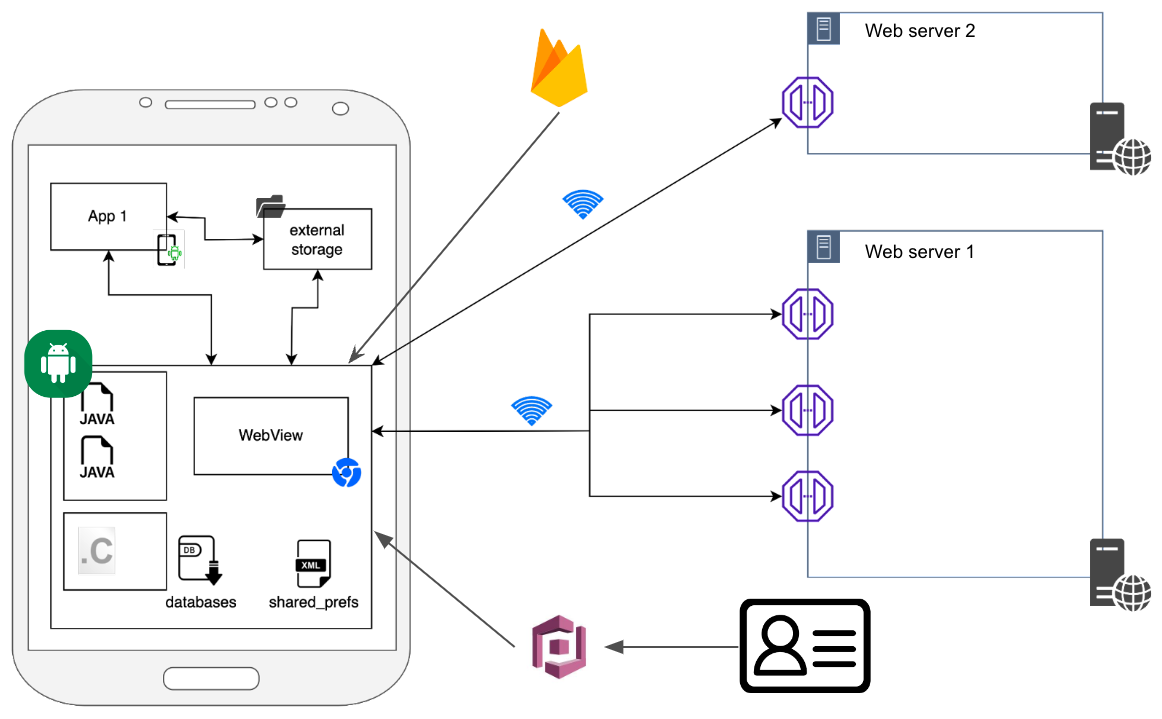 Web server 2
App 1
external
storage
Web server 1
JAVA
JAVA
WebView
.C
DB
XML
databases
shared_prefs